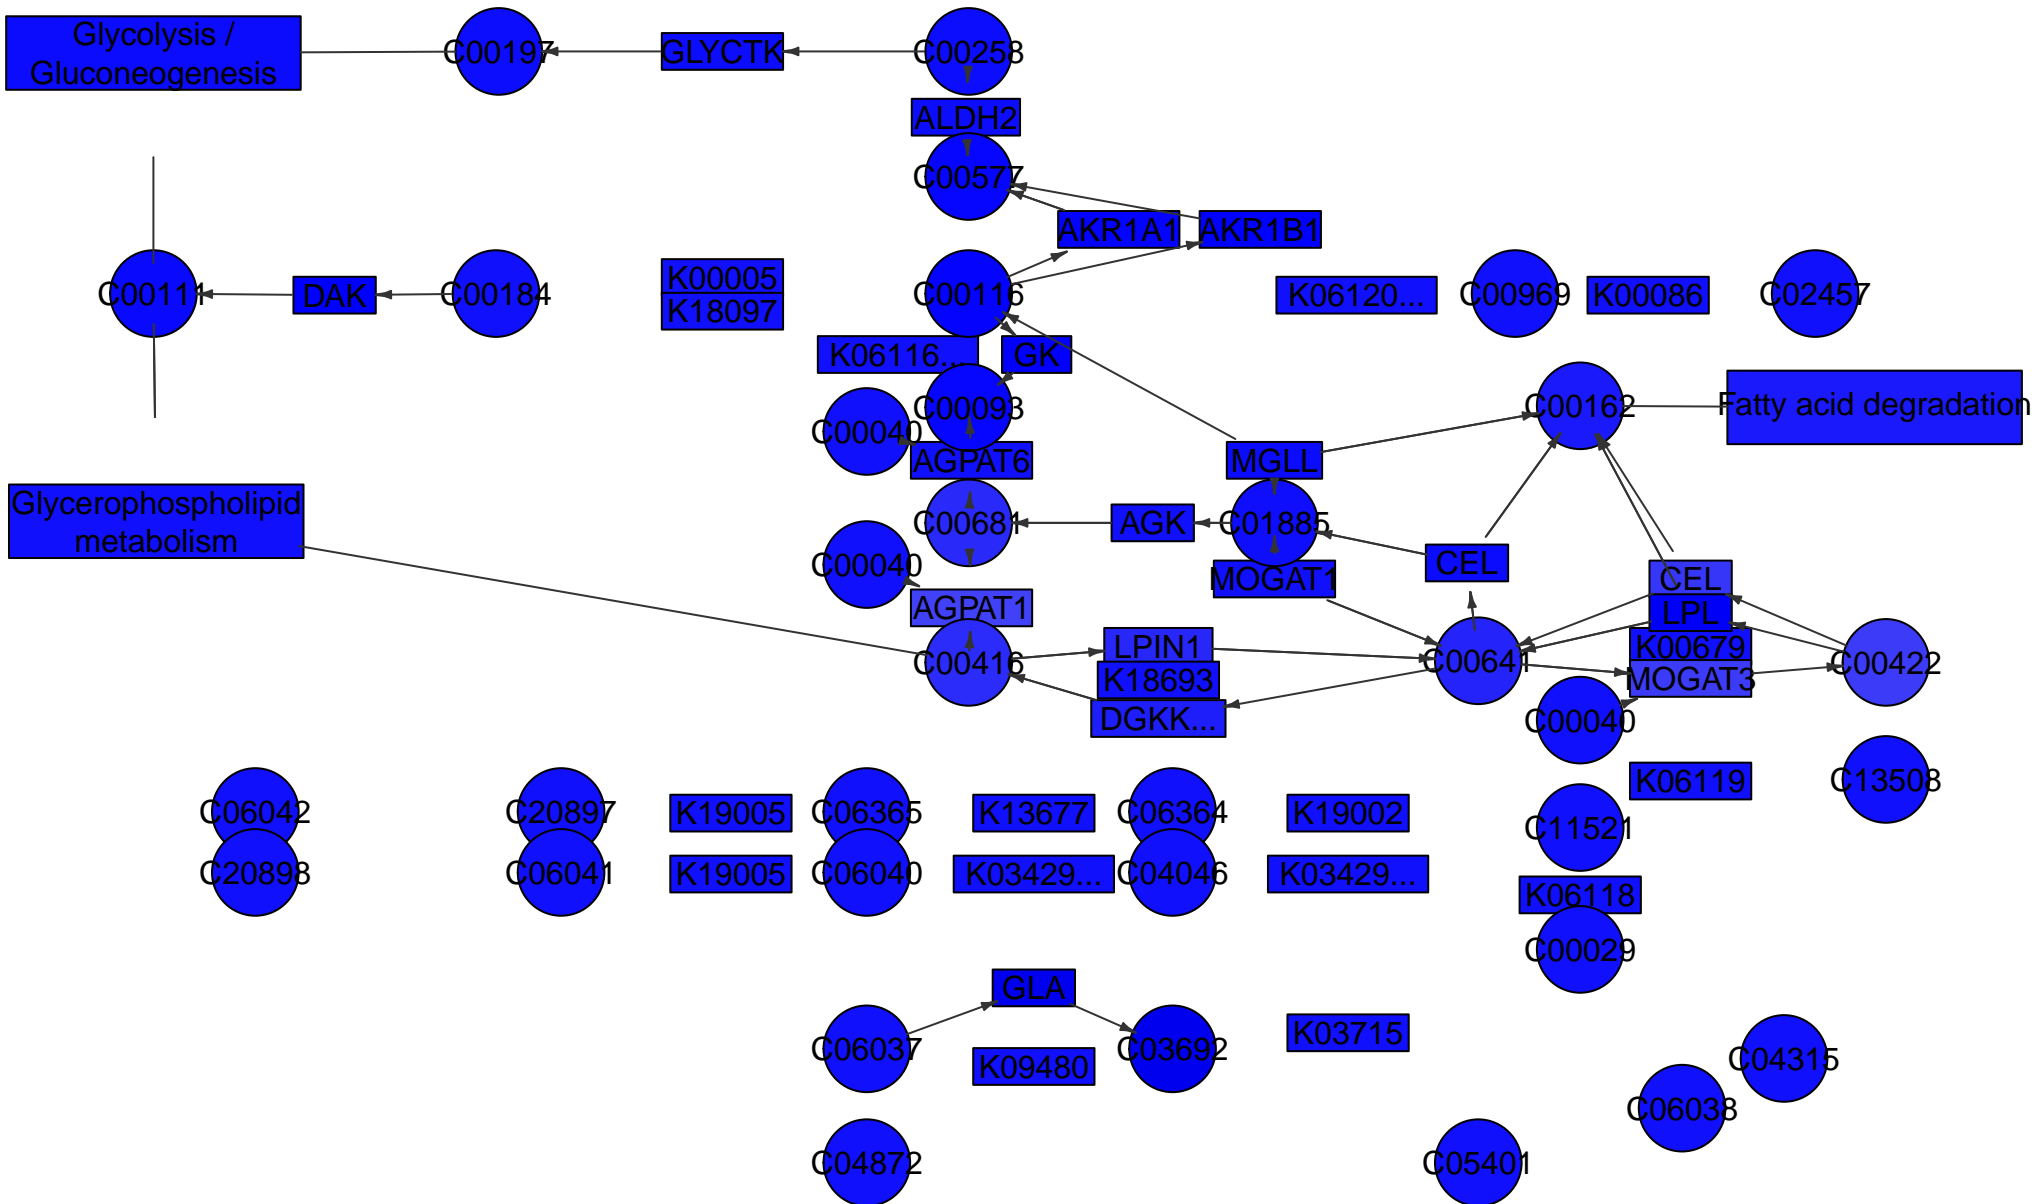 Glycolysis /
Gluconeogenesis
C00197
GLYCTK
C00258
ALDH2
C00577
AKR1A1
AKR1B1
C00111
DAK
C00184
K00005
K18097
C00116
K06120...
C00969
K00086
C02457
K06116...
GK
C00093
C00040
C00162
Fatty acid degradation
AGPAT6
MGLL
Glycerophospholipid
metabolism
C00681
AGK
C01885
C00040
MOGAT1
CEL
CEL
AGPAT1
LPL
C00416
LPIN1
K18693
DGKK...
C00641
K00679
MOGAT3
C00422
C00040
C06042
C20897
K19005
C06365
K13677
C06364
K19002
C11521
K06119
C13508
C20898
C06041
K19005
C06040
K03429...
C04046
K03429...
K06118
C00029
GLA
C06037
K09480
C03692
K03715
C04315
C06038
C04872
C05401